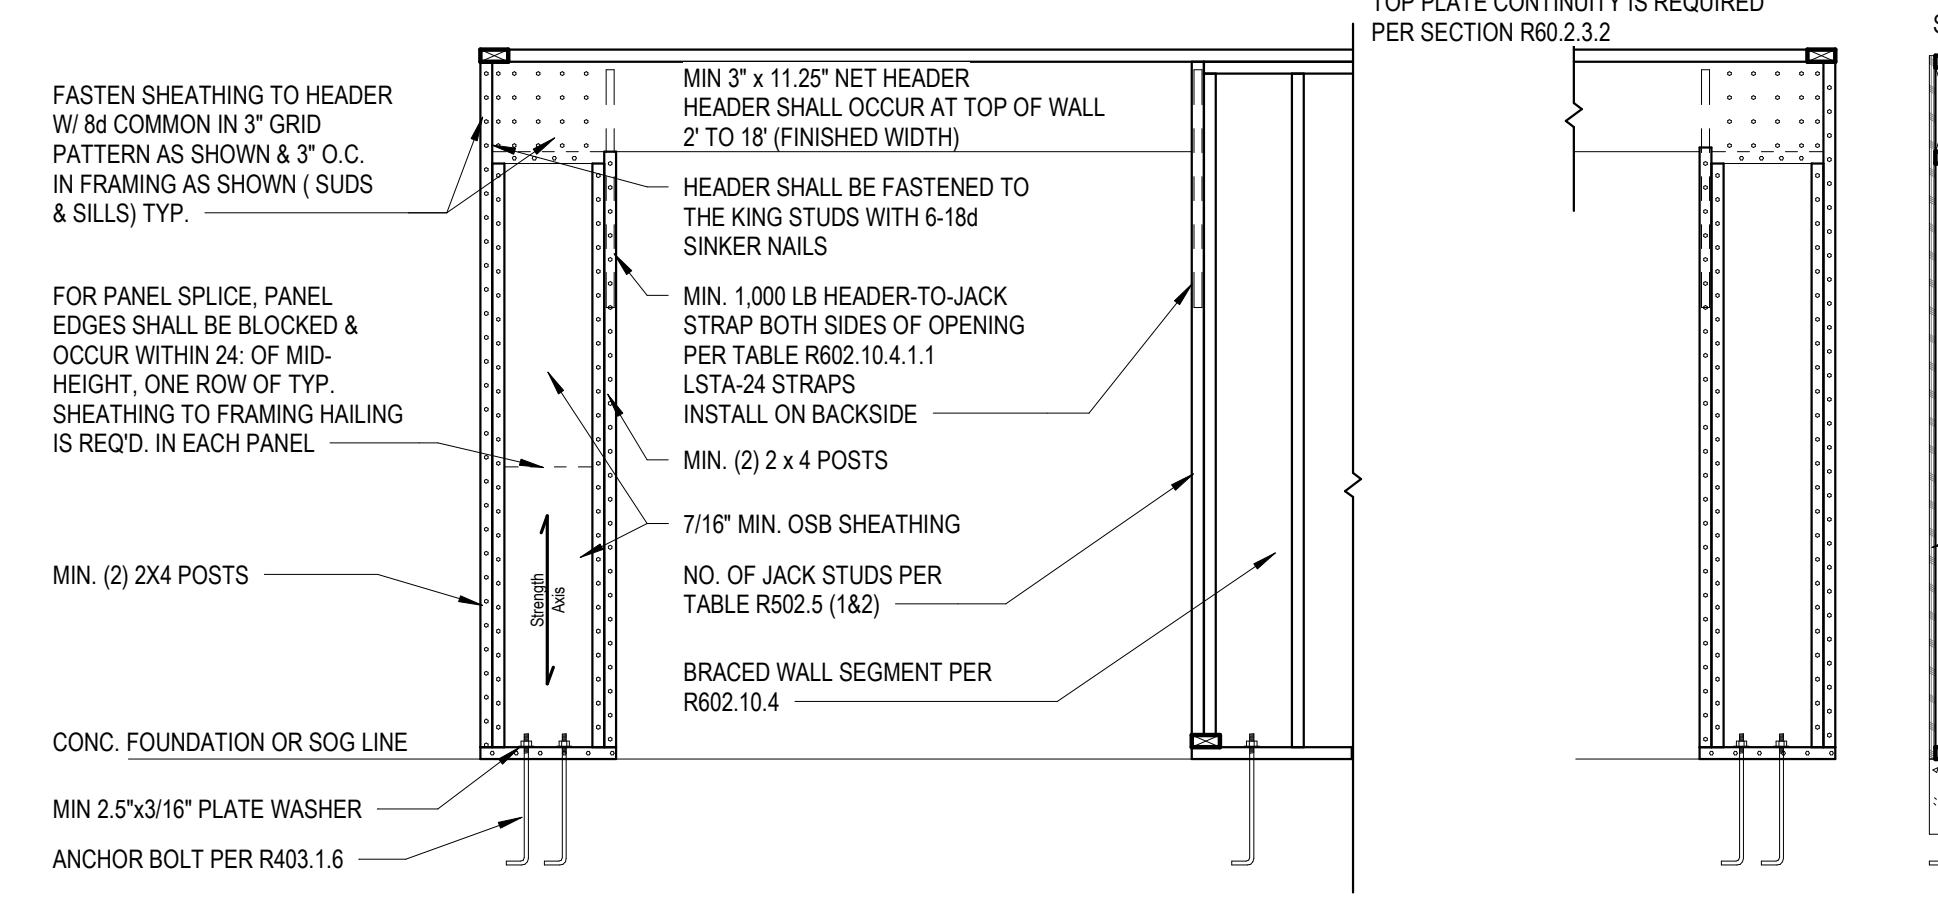 TOP PLATE CONTINUITY IS REQUIRED
PER SECTION R60.2.3.2
FASTEN SHEATHING TO HEADER
W/ 8d COMMON IN 3" GRID
PATTERN AS SHOWN & 3" O.C.
IN FRAMING AS SHOWN ( SUDS
& SILLS) TYP.
FOR PANEL SPLICE, PANEL
EDGES SHALL BE BLOCKED &
OCCUR WITHIN 24: OF MID-
HEIGHT, ONE ROW OF TYP.
SHEATHING TO FRAMING HAILING
IS REQ'D. IN EACH PANEL
MIN. (2) 2X4 POSTS
CONC. FOUNDATION OR SOG LINE
MIN 2.5"x3/16" PLATE WASHER
ANCHOR BOLT PER R403.1.6
Strength
Axis
MIN 3" x 11.25" NET HEADER
HEADER SHALL OCCUR AT TOP OF WALL
2' TO 18' (FINISHED WIDTH)
HEADER SHALL BE FASTENED TO
THE KING STUDS WITH 6-18d
SINKER NAILS
MIN. 1,000 LB HEADER-TO-JACK
STRAP BOTH SIDES OF OPENING
PER TABLE R602.10.4.1.1
LSTA-24 STRAPS
INSTALL ON BACKSIDE
MIN. (2) 2 x 4 POSTS
7/16" MIN. OSB SHEATHING
NO. OF JACK STUDS PER
TABLE R502.5 (1&2)
BRACED WALL SEGMENT PER
R602.10.4